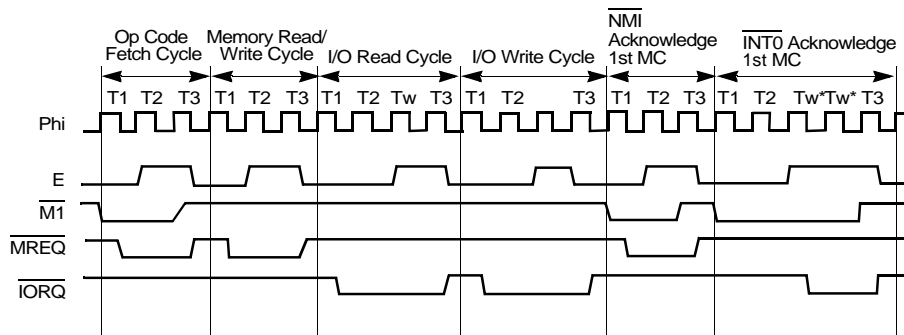 Op Code
Fetch Cycle
Memory Read/
Write Cycle
I/O Read Cycle
I/O Write Cycle
NMI
Acknowledge
1st MC
INT0 Acknowledge
1st MC
T1 T2 T3 T1 T2 T3 T1 T2 Tw T3 T1 T2 T3 T1 T2 T3 T1 T2 Tw*Tw* T3
Phi
E
M1
MREQ
IORQ